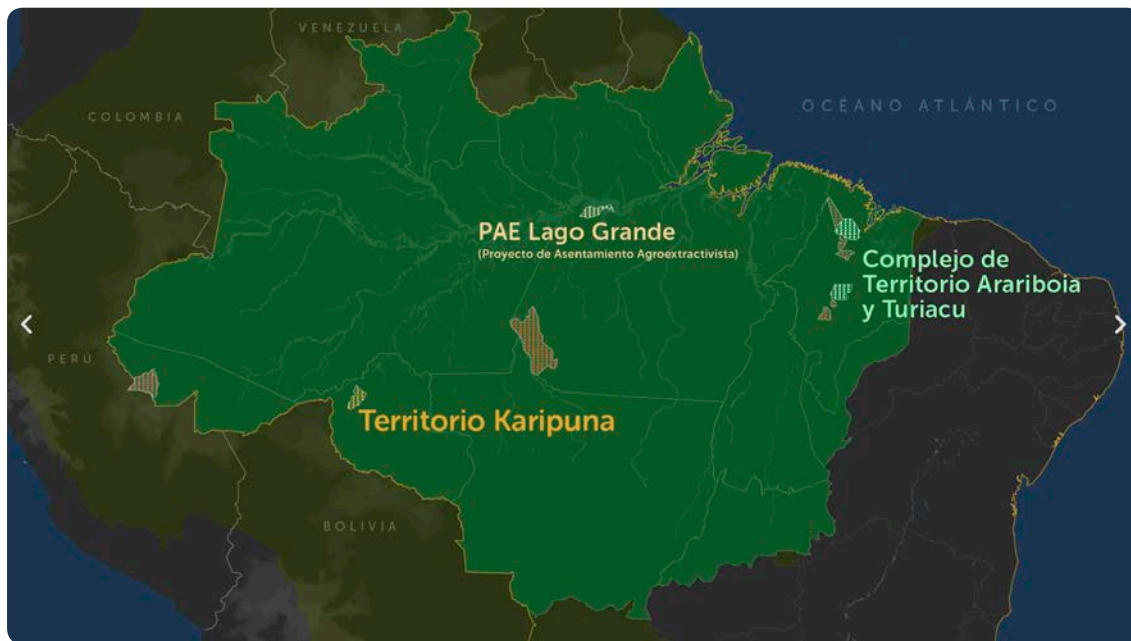 VENEZUELA
COLOMBIA
OCÉANO ATLÁNTICO
PAE Lago Grande
(Proyecto de Asentamiento Agroextractivista)
Complejo de
Territorio Arariboia
y Turiacu
PERÚ
Territorio Karipuna
BOLIVIA